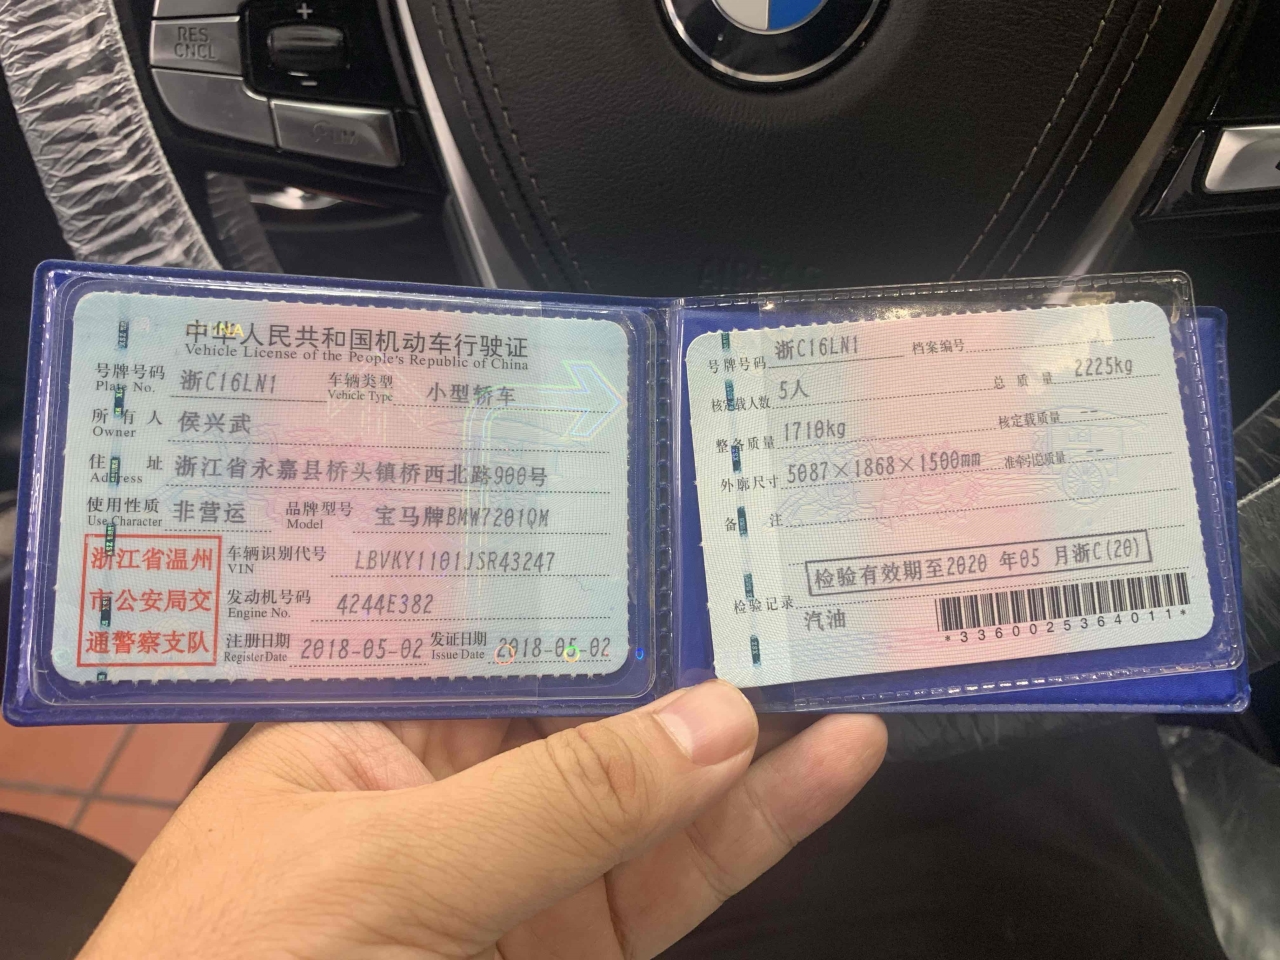 RES
CNCL
中华人民共和国机动车行驶证
Vehicle License of the People's Republic of China
号牌号码 浙C16LN1 车辆类型 小型轿车
Plate No. Vehicle Type
所有人 侯兴武
Owner
住址 浙江省永嘉县桥头镇桥西北路900号
Address
使用性质 非营运 品牌型号 宝马牌BMW7201QM
Use Character Model
浙江省温州
市公安局交
通警察支队
车辆识别代号 LBVKY1101JSR43247
VIN
发动机号码 4244E382
Engine No.
注册日期 2018-05-02 发证日期 2018-05-02
Register Date Issue Date
号牌号码 浙C16LN1 档案编号
核定载人数 5人 总质量 2225kg
整备质量 1710kg 核定载质量 --
外廓尺寸 5087×1868×1500mm 准牵引总质量 --
备注
检验有效期至2020 年05 月浙C(20)
检验记录
汽油
*3360025364011*